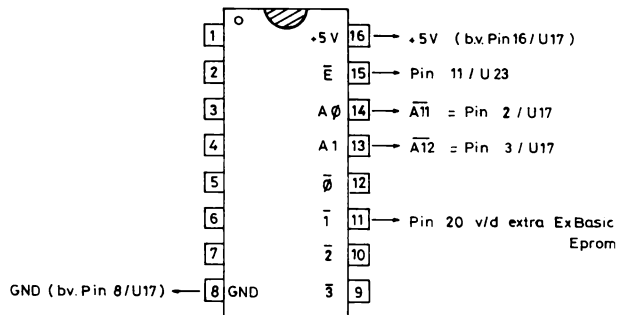 1 +5V 16 +5V (b.v. Pin 16/U17)
2 E̅ 15 Pin 11/U23
3 AØ 14 A̅1̅1̅ = Pin 2/U17
4 A1 13 A̅1̅2̅ = Pin 3/U17
5 Ø̅ 12
6 1̅ 11 Pin 20 v/d extra ExBasic
Eprom
7 2̅ 10
GND (bv. Pin 8/U17) 8 GND 3̅ 9